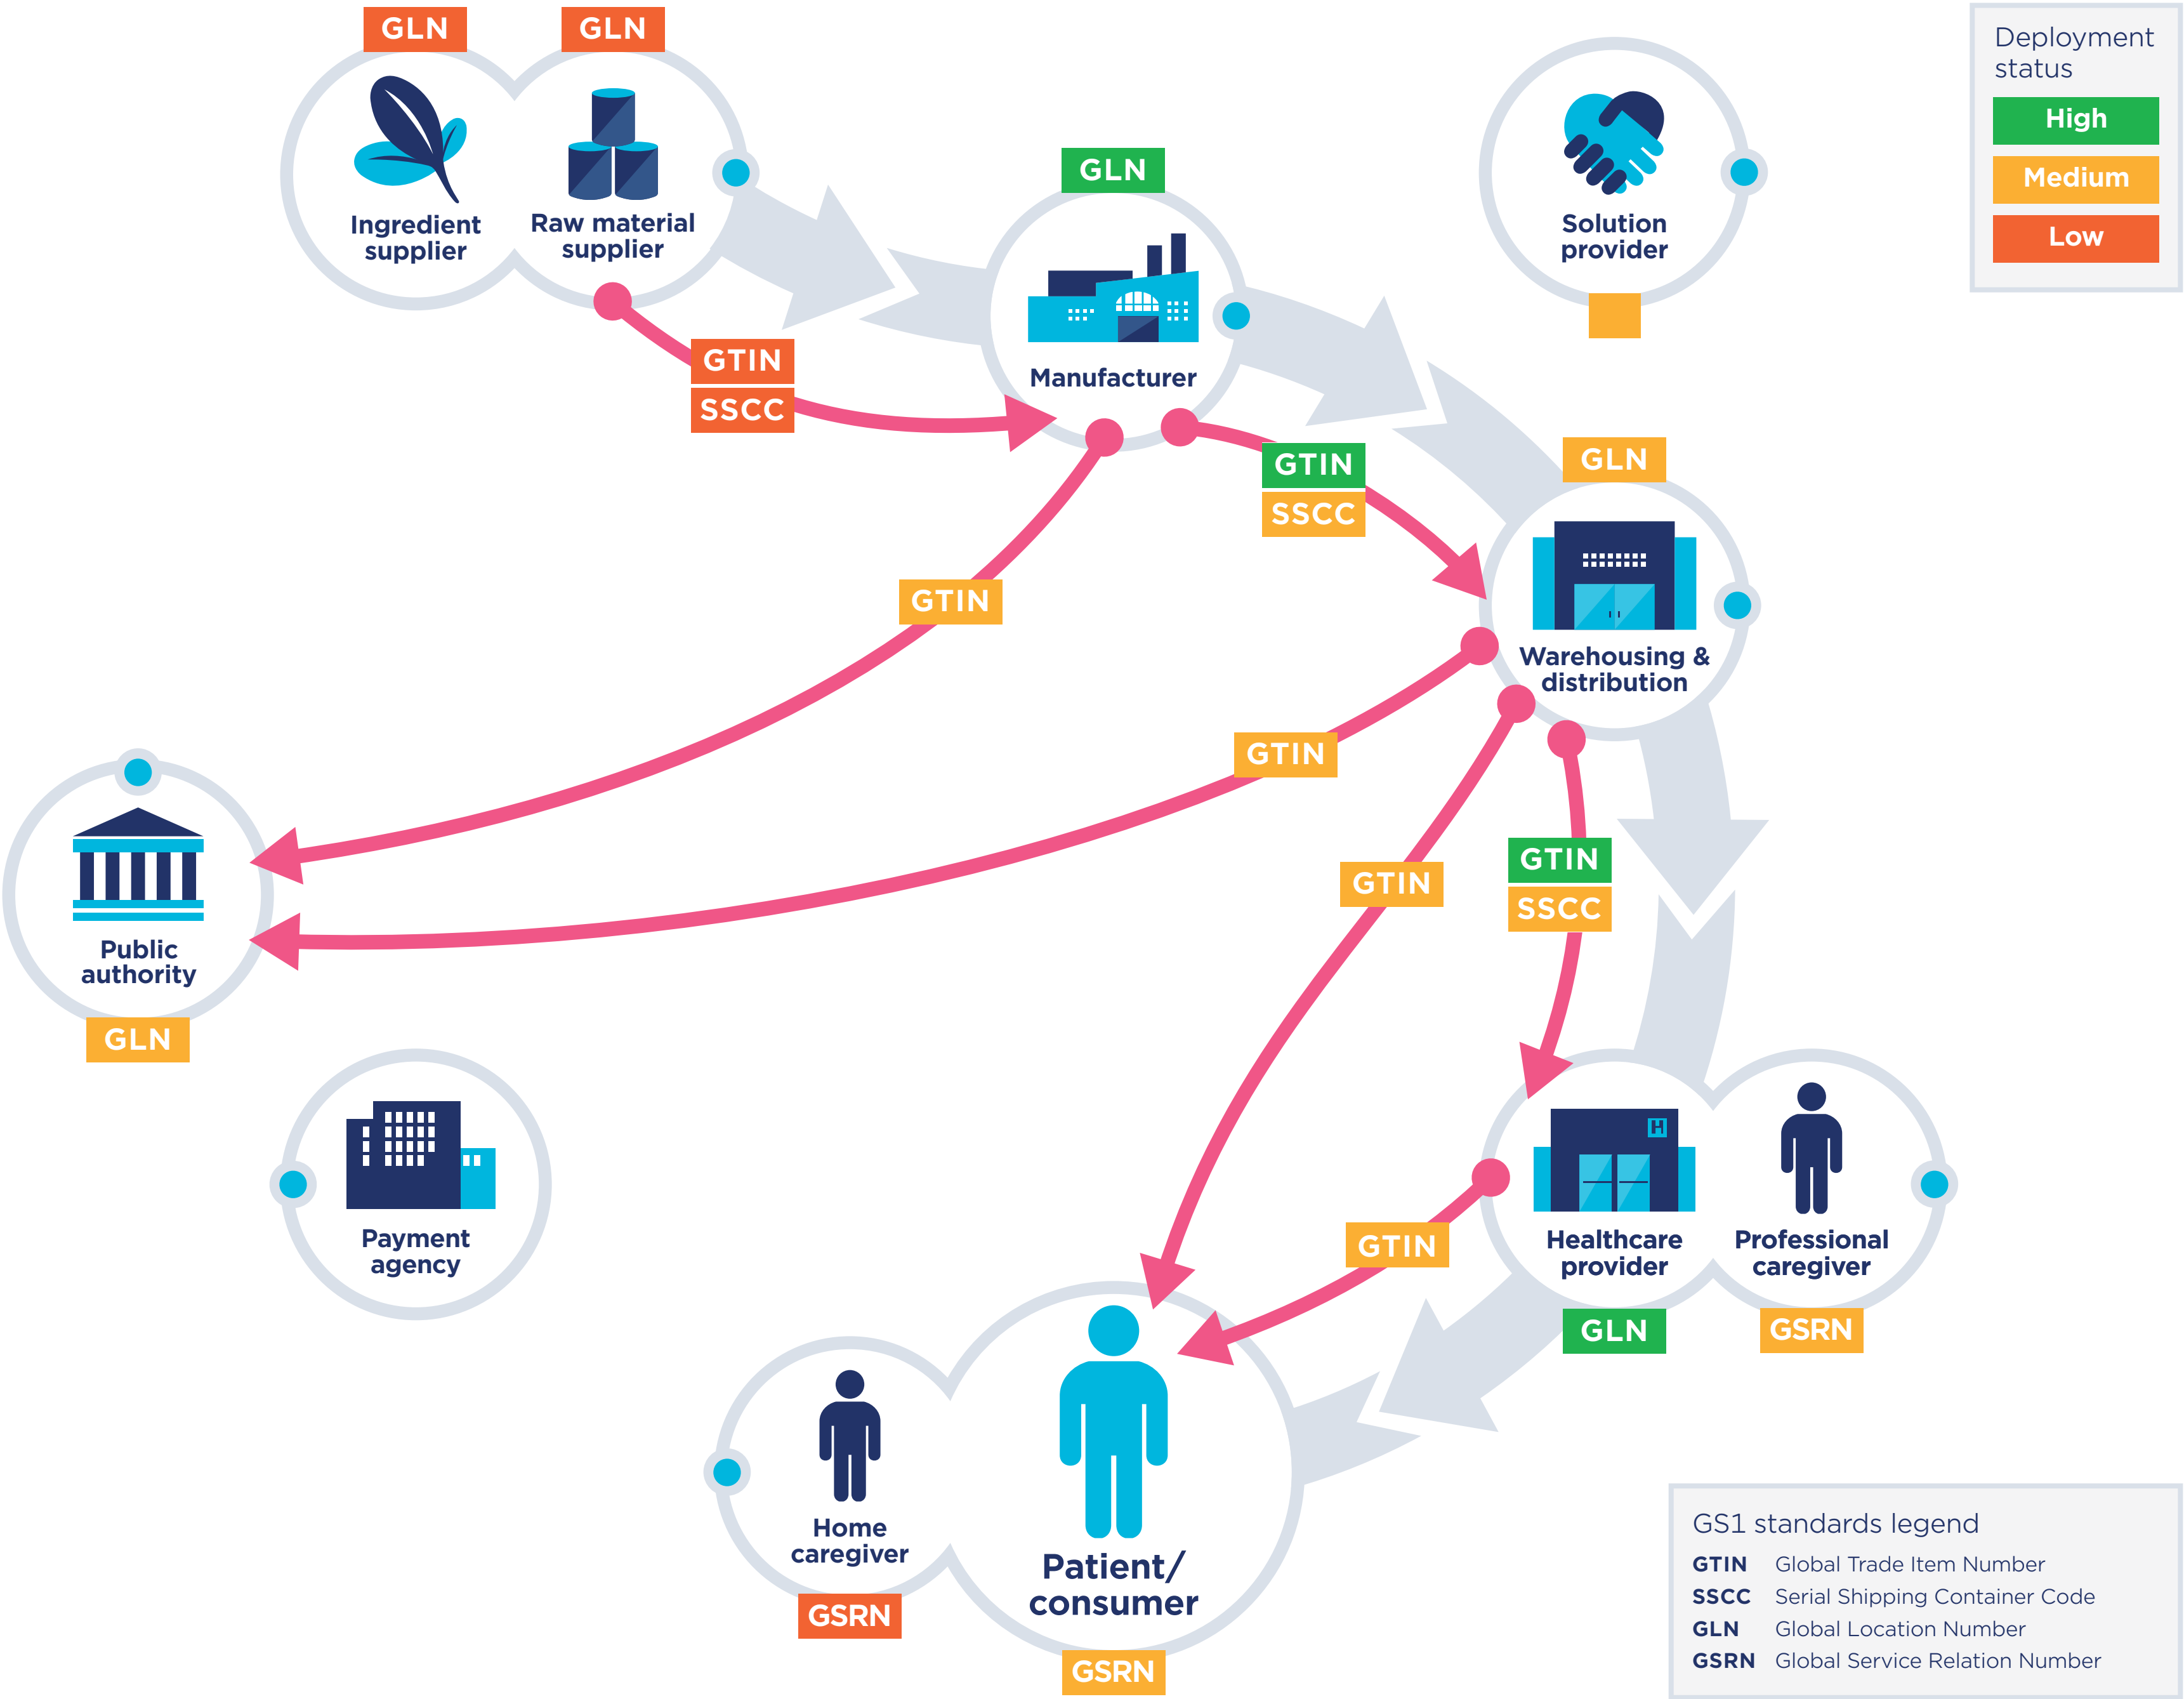 GLN
GLN
Ingredient
supplier
Raw material
supplier
GLN
Manufacturer
Solution
provider
Deployment
status
High
Medium
Low
GTIN
SSCC
GTIN
SSCC
GLN
Warehousing &
distribution
GTIN
GTIN
GTIN
GTIN
SSCC
Public
authority
GLN
Payment
agency
Healthcare
provider
GLN
Professional
caregiver
GSRN
GTIN
Home
caregiver
GSRN
Patient/
consumer
GSRN
GS1 standards legend
GTIN Global Trade Item Number
SSCC Serial Shipping Container Code
GLN Global Location Number
GSRN Global Service Relation Number
H